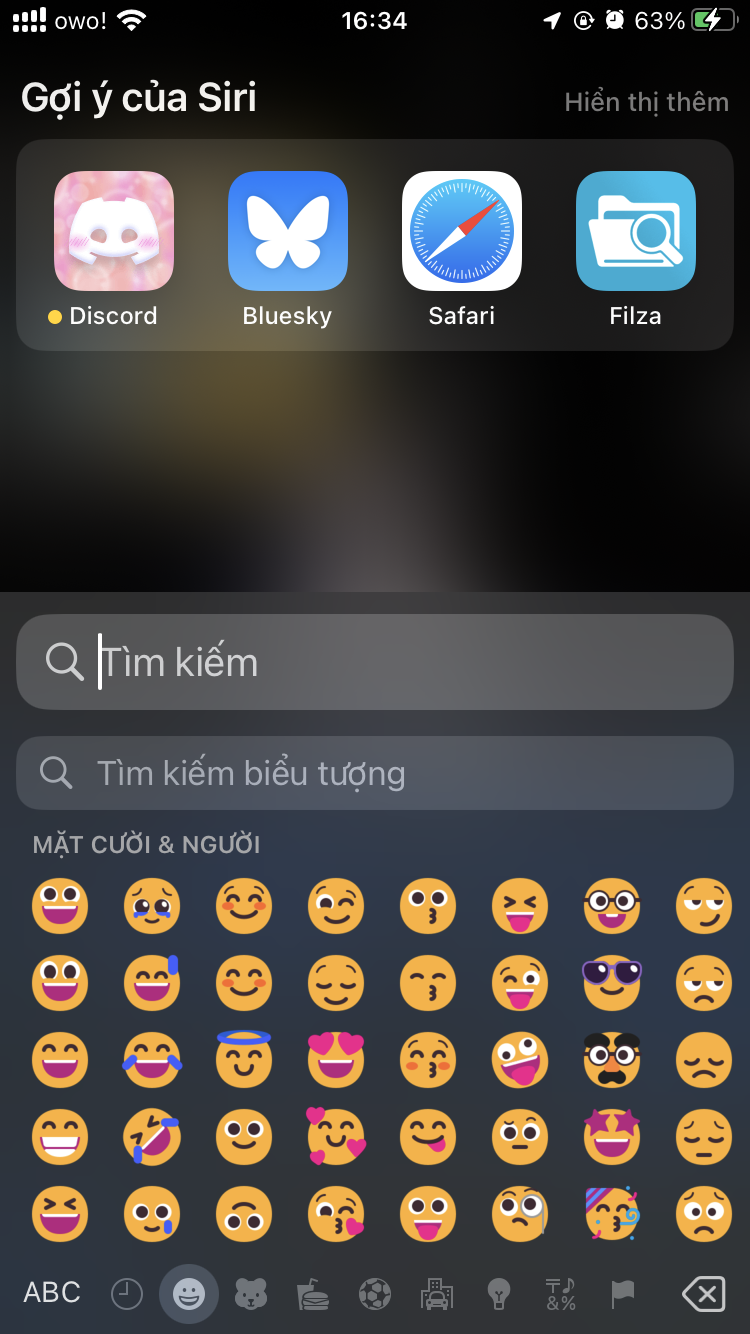 owo! 16:34 63%
Gợi ý của Siri Hiển thị thêm
Discord Bluesky Safari Filza
Tìm kiếm
Tìm kiếm biểu tượng
MẶT CƯỜI & NGƯỜI
ABC